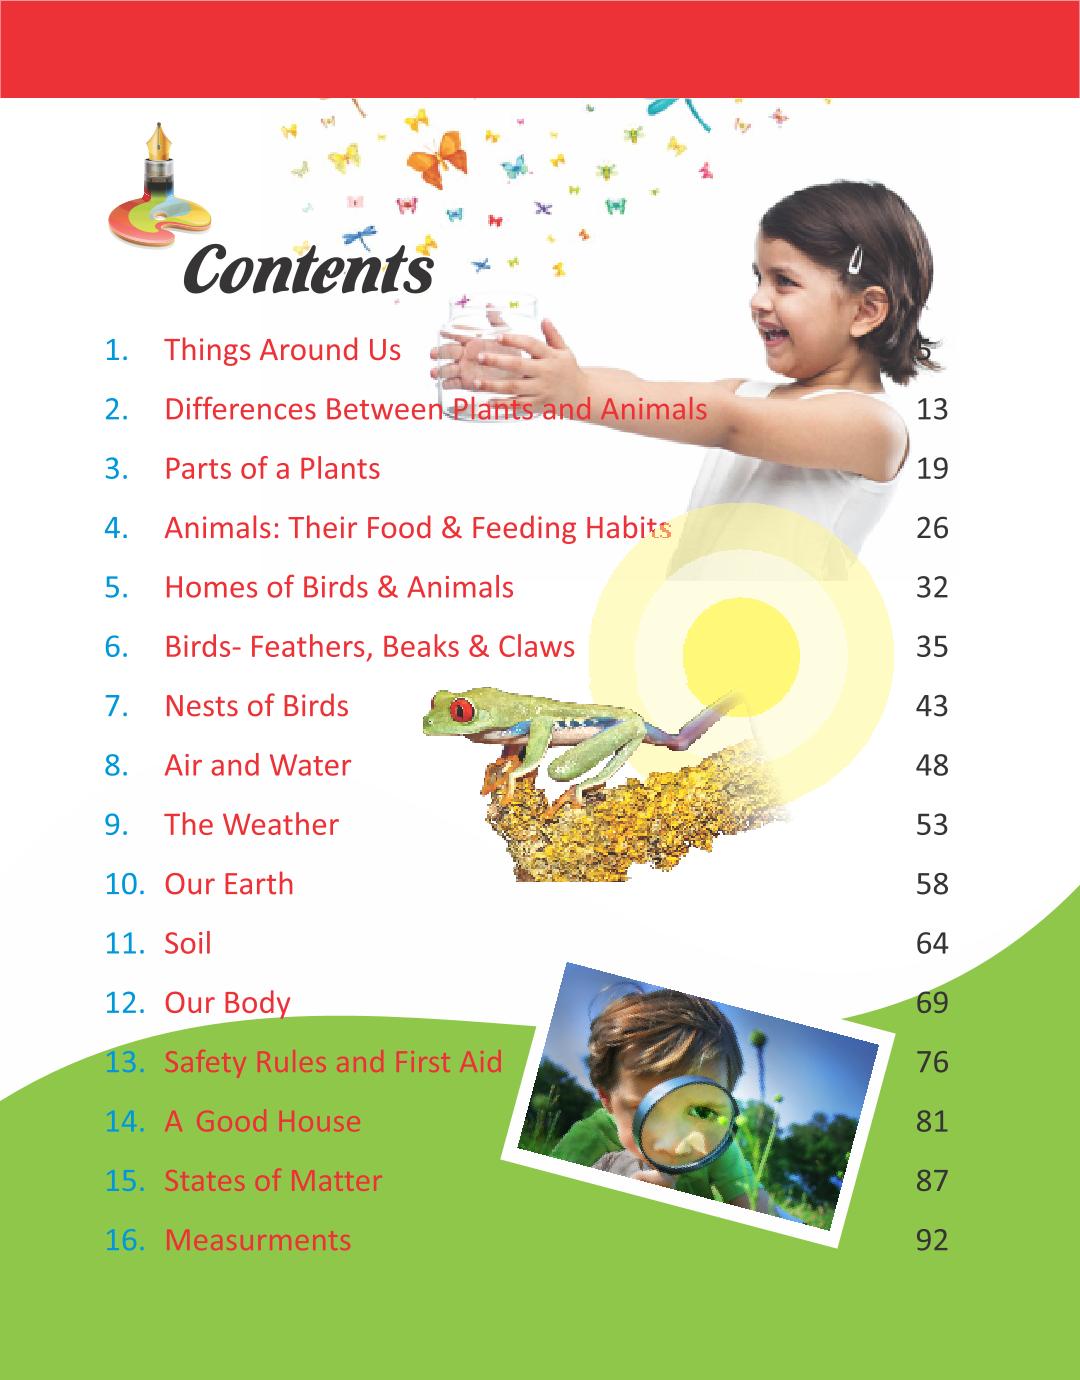 Contents
1. Things Around Us 5
2. Differences Between Plants and Animals 13
3. Parts of a Plants 19
4. Animals: Their Food & Feeding Habits 26
5. Homes of Birds & Animals 32
6. Birds- Feathers, Beaks & Claws 35
7. Nests of Birds 43
8. Air and Water 48
9. The Weather 53
10. Our Earth 58
11. Soil 64
12. Our Body 69
13. Safety Rules and First Aid 76
14. A Good House 81
15. States of Matter 87
16. Measurments 92